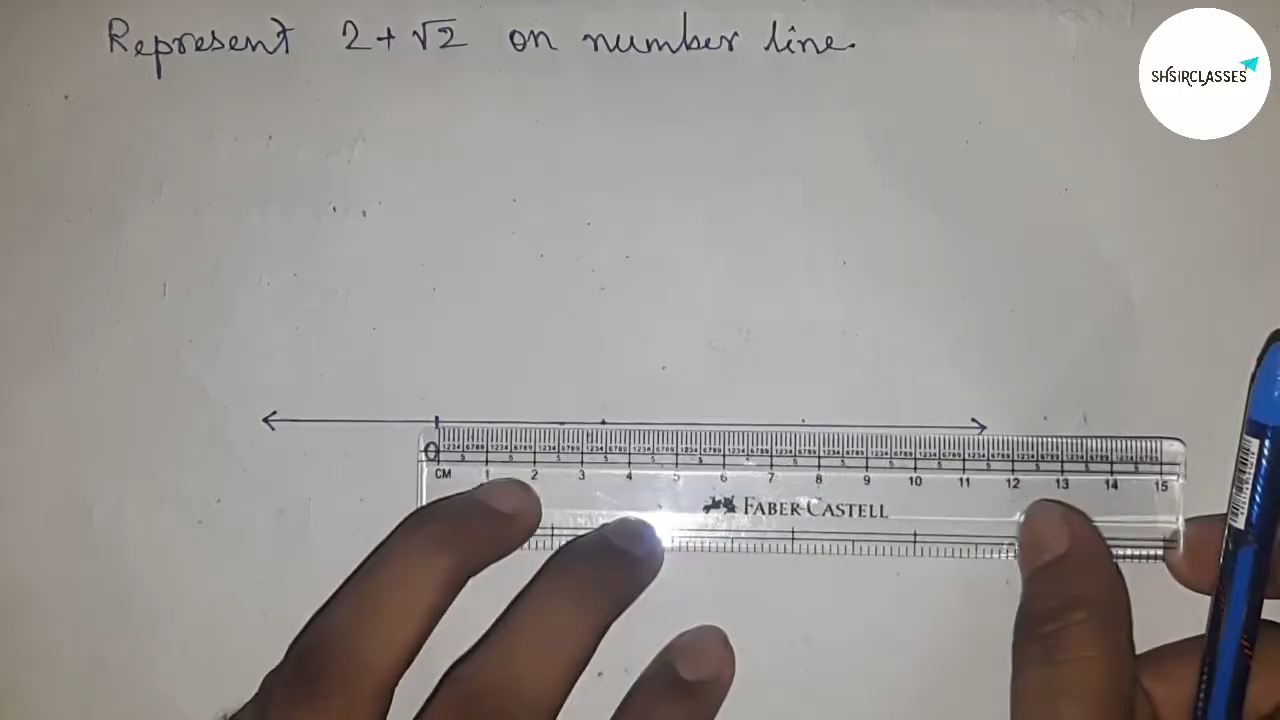 Represent 2+√2 on number line.
SHSIRCLASSES
0
CM 1 2 3 4 5 6 7 8 9 10 11 12 13 14 15
FABER-CASTELL